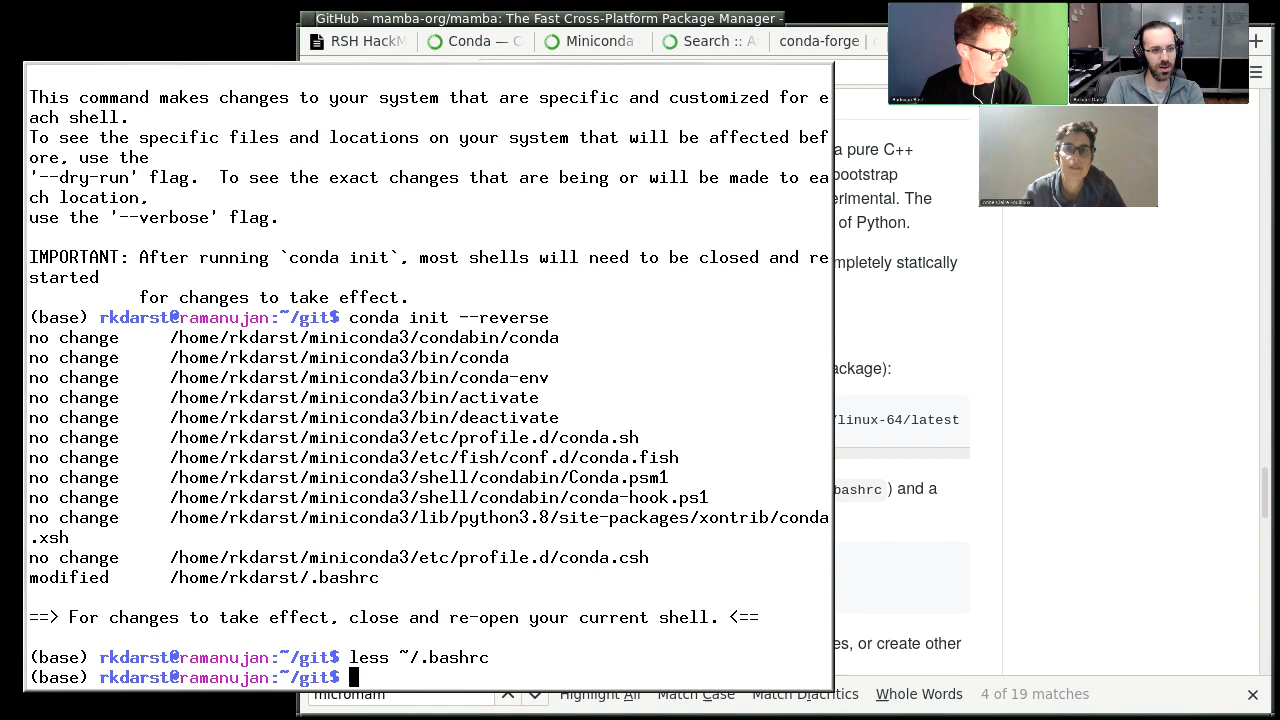 GitHub - mamba-org/mamba: The Fast Cross-Platform Package Manager -
RSH HackM
Conda — C
Miniconda
Search :: A
conda-forge |
This command makes changes to your system that are specific and customized for e
ach shell.
To see the specific files and locations on your system that will be affected bef
ore, use the
'--dry-run' flag.  To see the exact changes that are being or will be made to ea
ch location,
use the '--verbose' flag.
IMPORTANT: After running `conda init`, most shells will need to be closed and re
started
           for changes to take effect.
(base) rkdarst@ramanujan:~/git$ conda init --reverse
no change     /home/rkdarst/miniconda3/condabin/conda
no change     /home/rkdarst/miniconda3/bin/conda
no change     /home/rkdarst/miniconda3/bin/conda-env
no change     /home/rkdarst/miniconda3/bin/activate
no change     /home/rkdarst/miniconda3/bin/deactivate
no change     /home/rkdarst/miniconda3/etc/profile.d/conda.sh
no change     /home/rkdarst/miniconda3/etc/fish/conf.d/conda.fish
no change     /home/rkdarst/miniconda3/shell/condabin/Conda.psm1
no change     /home/rkdarst/miniconda3/shell/condabin/conda-hook.ps1
no change     /home/rkdarst/miniconda3/lib/python3.8/site-packages/xontrib/conda
.xsh
no change     /home/rkdarst/miniconda3/etc/profile.d/conda.csh
modified      /home/rkdarst/.bashrc
==> For changes to take effect, close and re-open your current shell. <==
(base) rkdarst@ramanujan:~/git$ less ~/.bashrc
(base) rkdarst@ramanujan:~/git$
a pure C++
bootstrap
erimental. The
of Python.
mpletely statically
ackage):
/linux-64/latest
bashrc ) and a
es, or create other
micromam
Highlight All
Match Case
Match Diacritics
Whole Words
4 of 19 matches